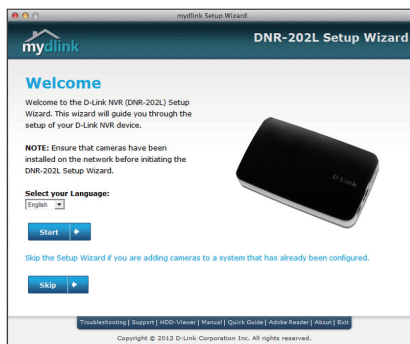 mydlink Setup Wizard
mydlink
DNR-202L Setup Wizard
Welcome
Welcome to the D-Link NVR (DNR-202L) Setup
Wizard. This wizard will guide you through the
setup of your D-Link NVR device.
NOTE: Ensure that cameras have been
installed on the network before initiating the
DNR-202L Setup Wizard.
D-Link
Select your Language:
English
Start
Skip the Setup Wizard if you are adding cameras to a system that has already been configured.
Skip
Troubleshooting | Support | HDD-Viewer | Manual | Quick Guide | Adobe Reader | About | Exit
Copyright © 2013 D-Link Corporation Inc. All rights reserved.